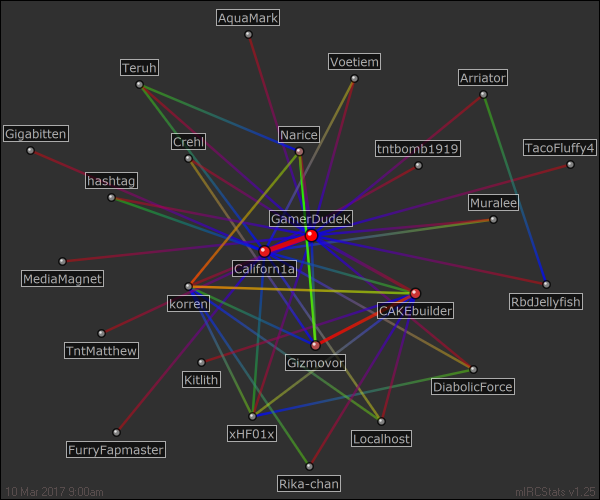 AquaMark
Voetiem
Teruh
Arriator
Gigabitten
Crehl
Narice
tntbomb1919
TacoFluffy4
hashtag
Muralee
GamerDudeK
MediaMagnet
Californ1a
korren
CAKEbuilder
RbdJellyfish
TntMatthew
Gizmovor
Kitlith
DiabolicForce
xHF01x
Localhost
FurryFapmaster
Rika-chan
10 Mar 2017 9:00am
mIRCStats v1.25